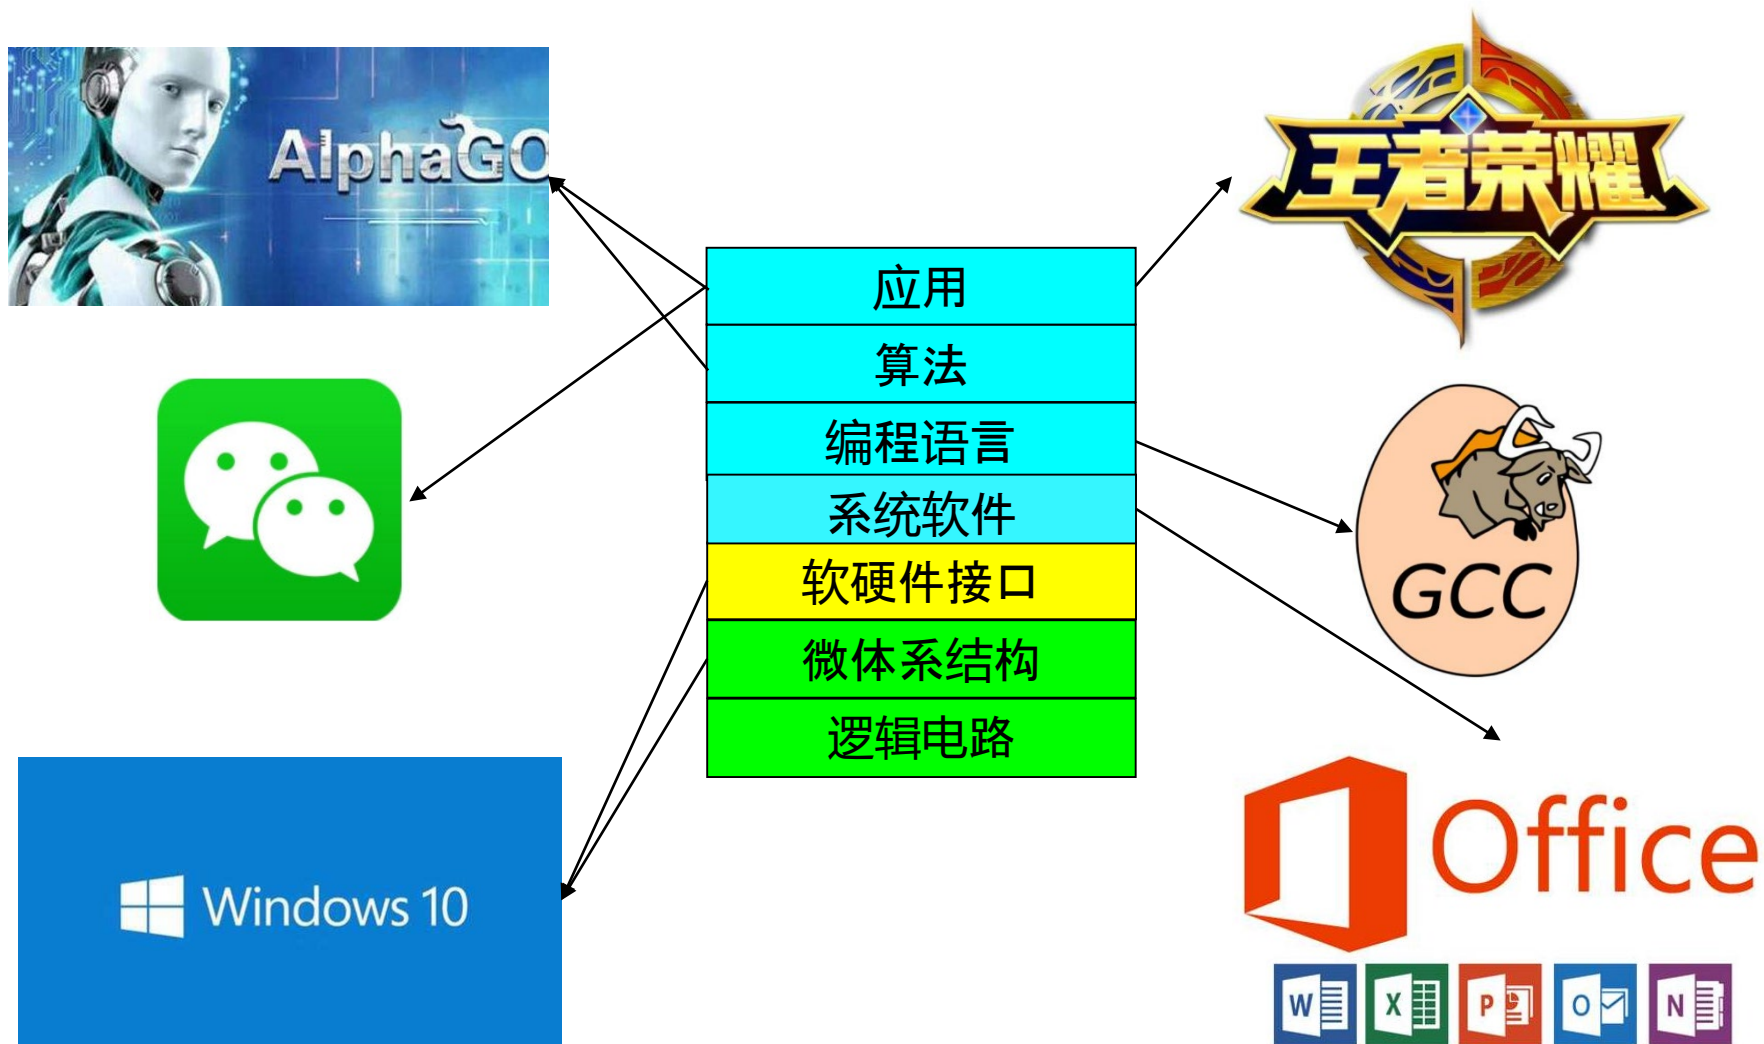 AlphaGO
王者荣耀
应用
算法
编程语言
系统软件
软硬件接口
微体系结构
逻辑电路
GCC
Windows 10
Office
W
X
P
O
N